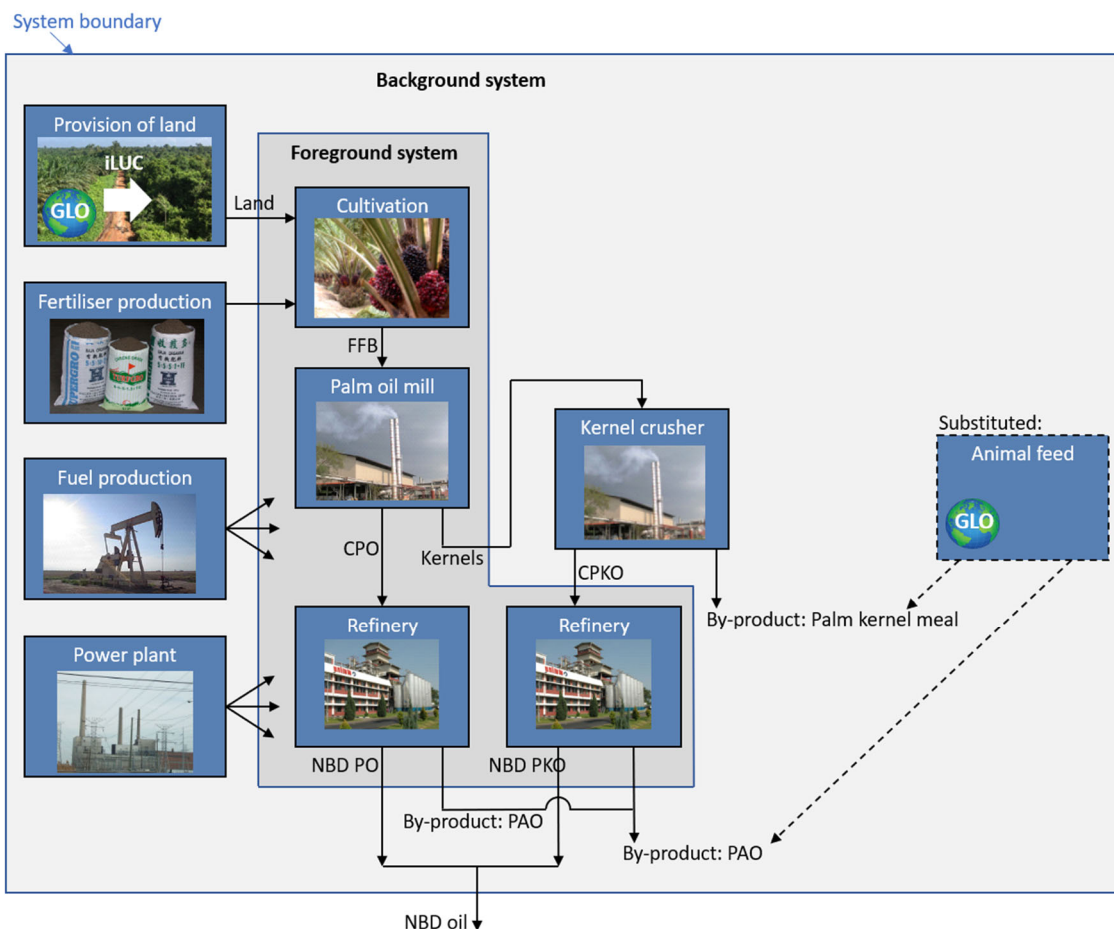 System boundary
Background system
Provision of land
iLUC
GLO
Land
Foreground system
Cultivation
Fertiliser production
FFB
Palm oil mill
Kernel crusher
Substituted:
Animal feed
GLO
Fuel production
CPO
Kernels
CPKO
By-product: Palm kernel meal
Refinery
Refinery
Power plant
NBD PO
NBD PKO
By-product: PAO
By-product: PAO
NBD oil